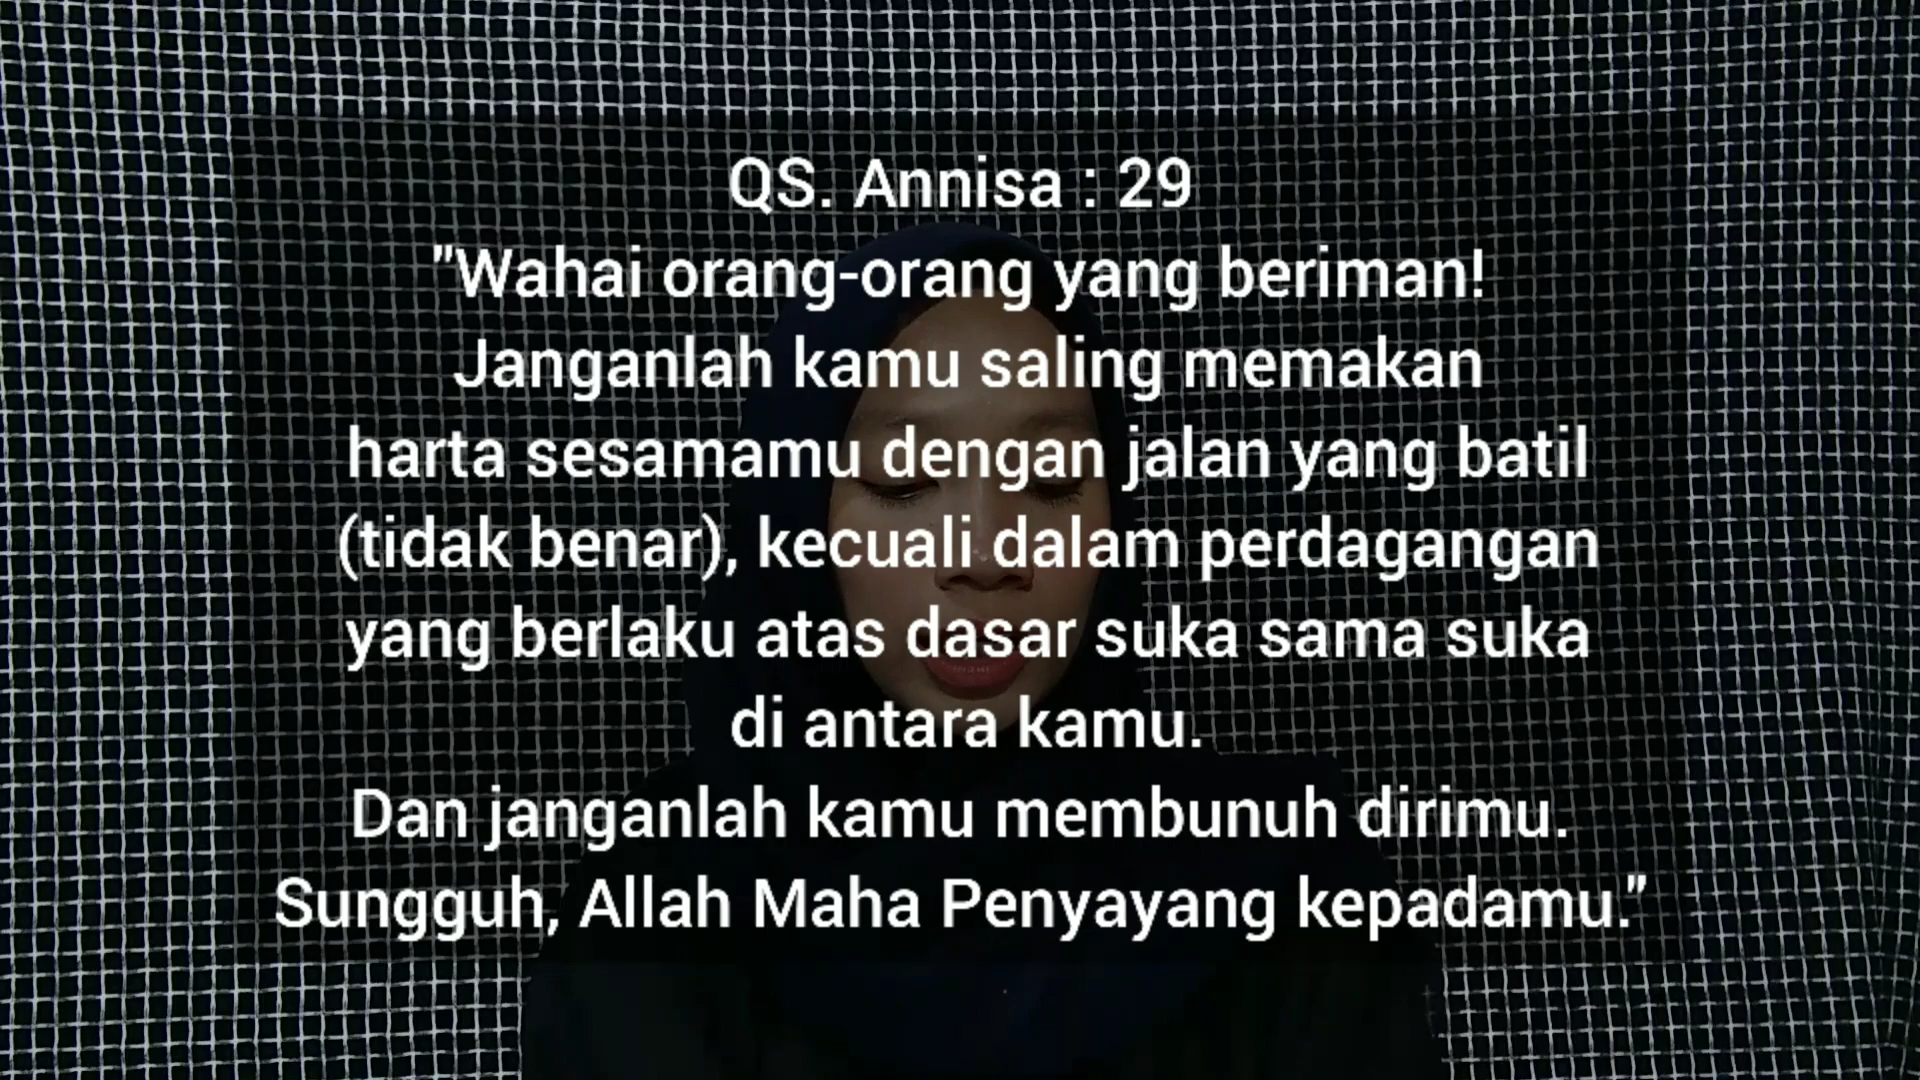 QS. Annisa : 29
"Wahai orang-orang yang beriman!
Janganlah kamu saling memakan
harta sesamamu dengan jalan yang batil
(tidak benar), kecuali dalam perdagangan
yang berlaku atas dasar suka sama suka
di antara kamu.
Dan janganlah kamu membunuh dirimu.
Sungguh, Allah Maha Penyayang kepadamu."